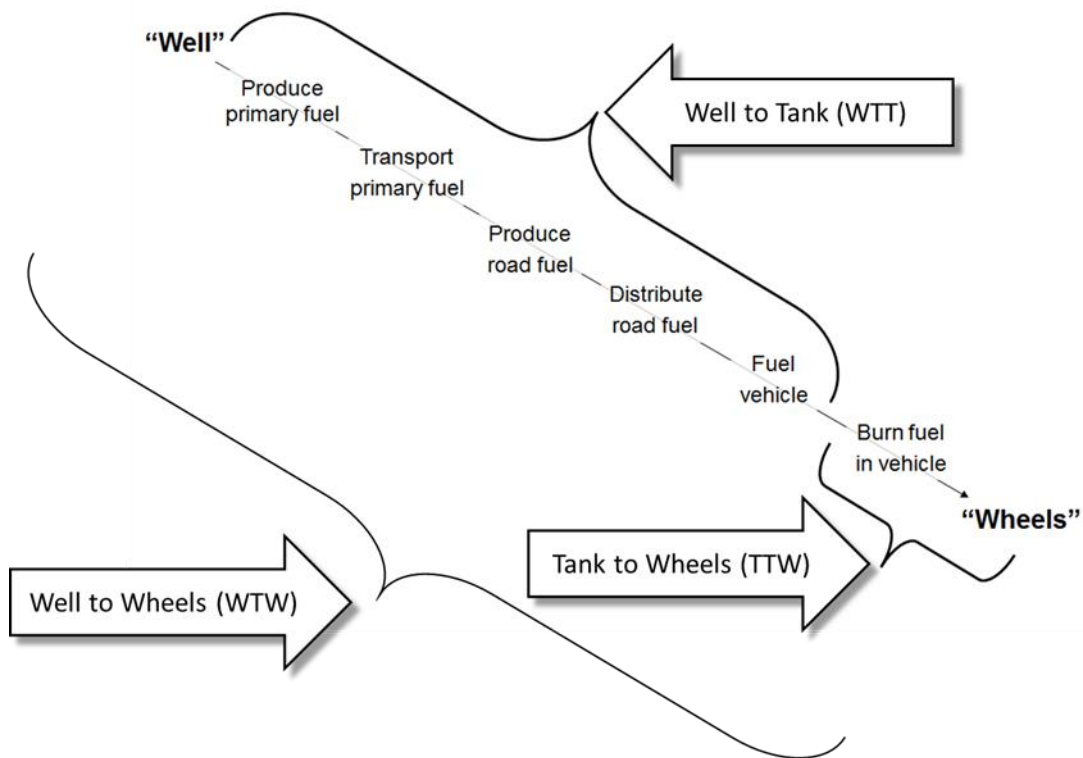 “Well”
Produce
primary fuel
Well to Tank (WTT)
Transport
primary fuel
Produce
road fuel
Distribute
road fuel
Fuel
vehicle
Burn fuel
in vehicle
“Wheels”
Tank to Wheels (TTW)
Well to Wheels (WTW)